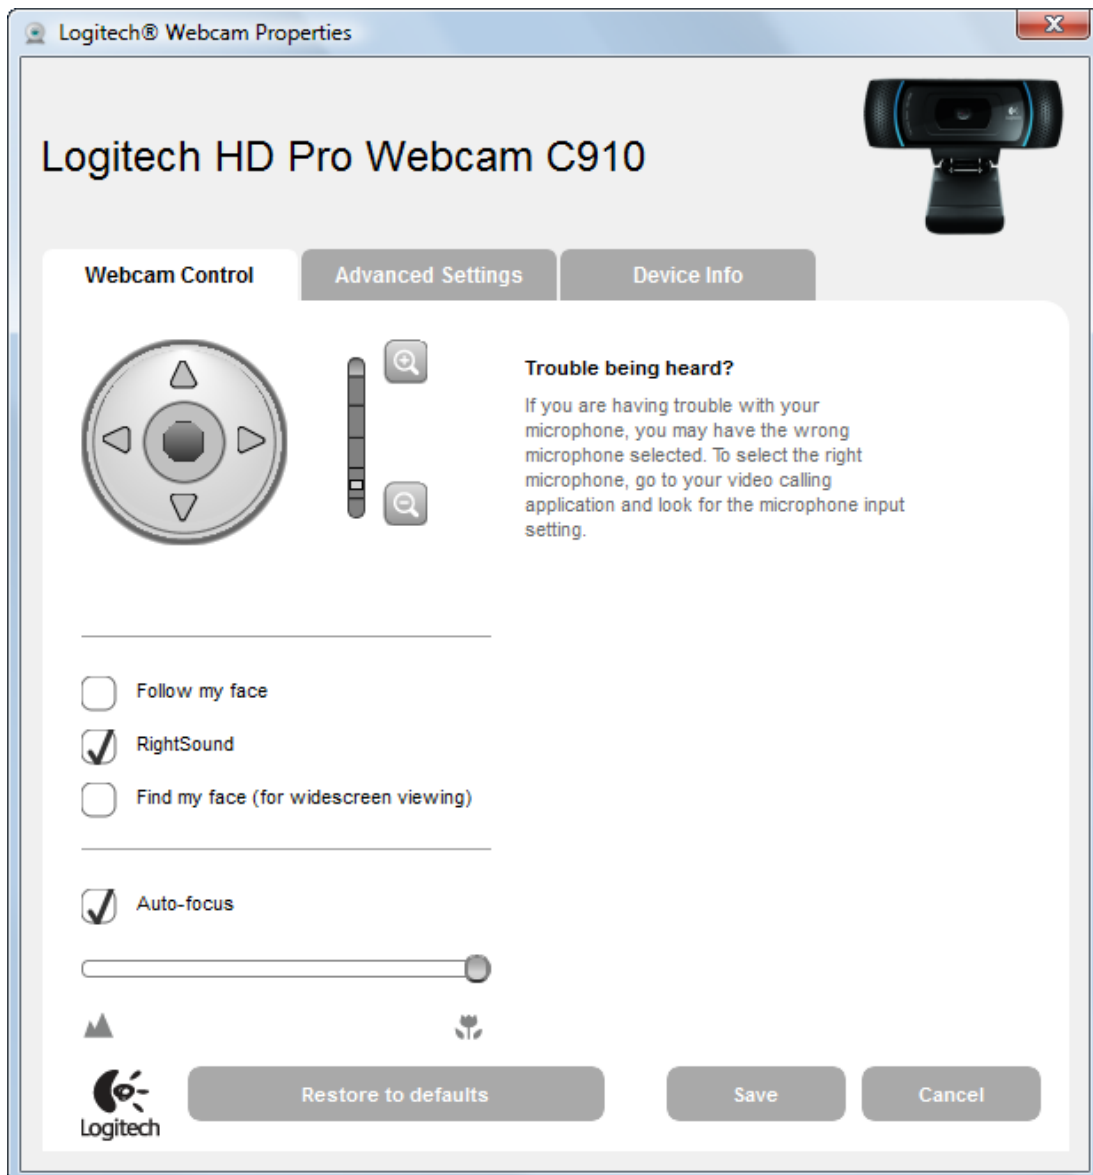 Logitech® Webcam Properties
Logitech HD Pro Webcam C910
Webcam Control
Advanced Settings
Device Info
Trouble being heard?
If you are having trouble with your
microphone, you may have the wrong
microphone selected. To select the right
microphone, go to your video calling
application and look for the microphone input
setting.
Follow my face
RightSound
Find my face (for widescreen viewing)
Auto-focus
Logitech
Restore to defaults
Save
Cancel